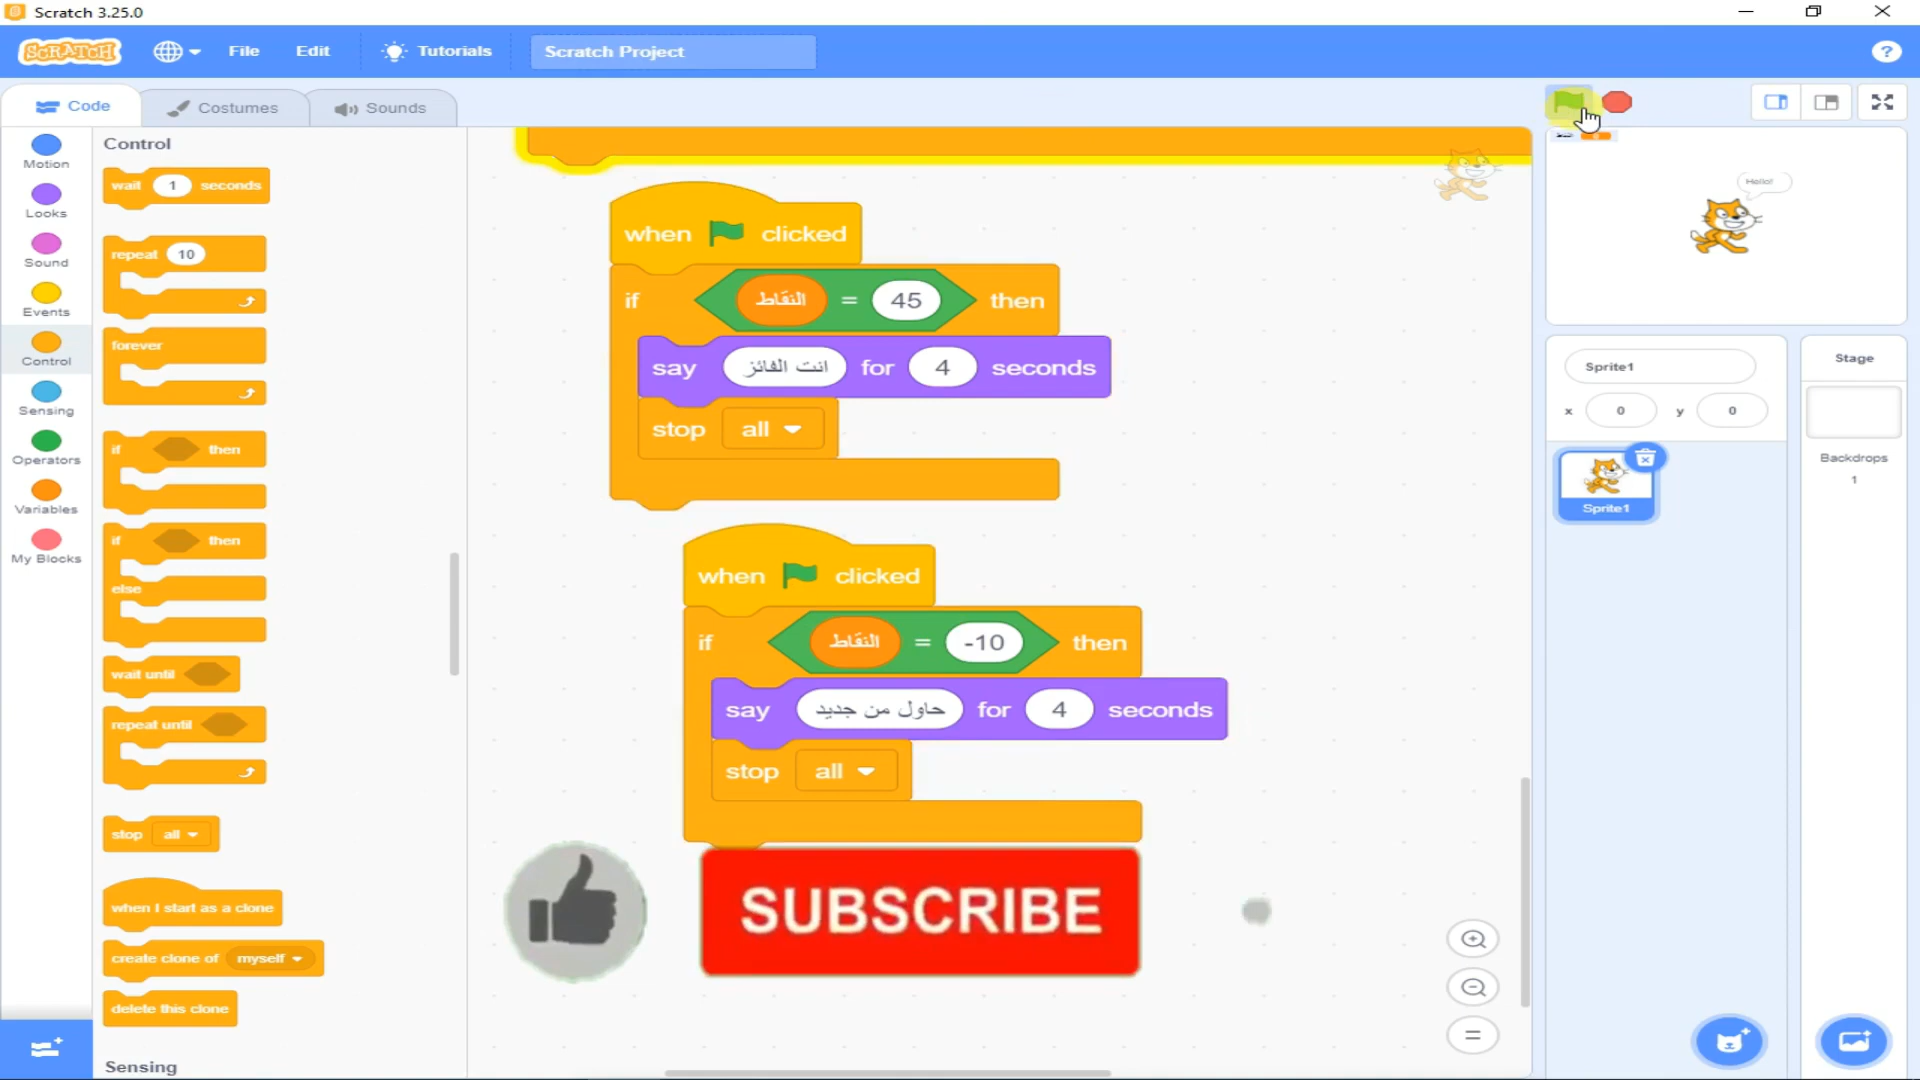 Scratch 3.25.0
SCRATCH File Edit Tutorials Scratch Project ?
Code Costumes Sounds
Motion
Looks
Sound
Events
Control
Sensing
Operators
Variables
My Blocks
Control
wait 1 seconds
repeat 10
forever
if then
if then
else
wait until
repeat until
stop all
when I start as a clone
create clone of myself
delete this clone
Sensing
when clicked
if النقاط = 45 then
say انت الفائز for 4 seconds
stop all
when clicked
if النقاط = -10 then
say حاول من جديد for 4 seconds
stop all
SUBSCRIBE
Hello!
Sprite1
x 0 y 0
Sprite1
Stage
Backdrops
1